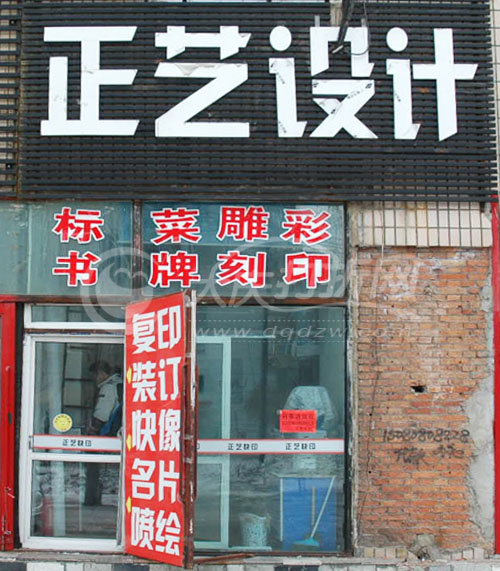 正艺设计
标 菜雕彩
书 牌刻印
复印
装订
快像
名片
喷绘
正艺快印
正艺快印
正艺快印